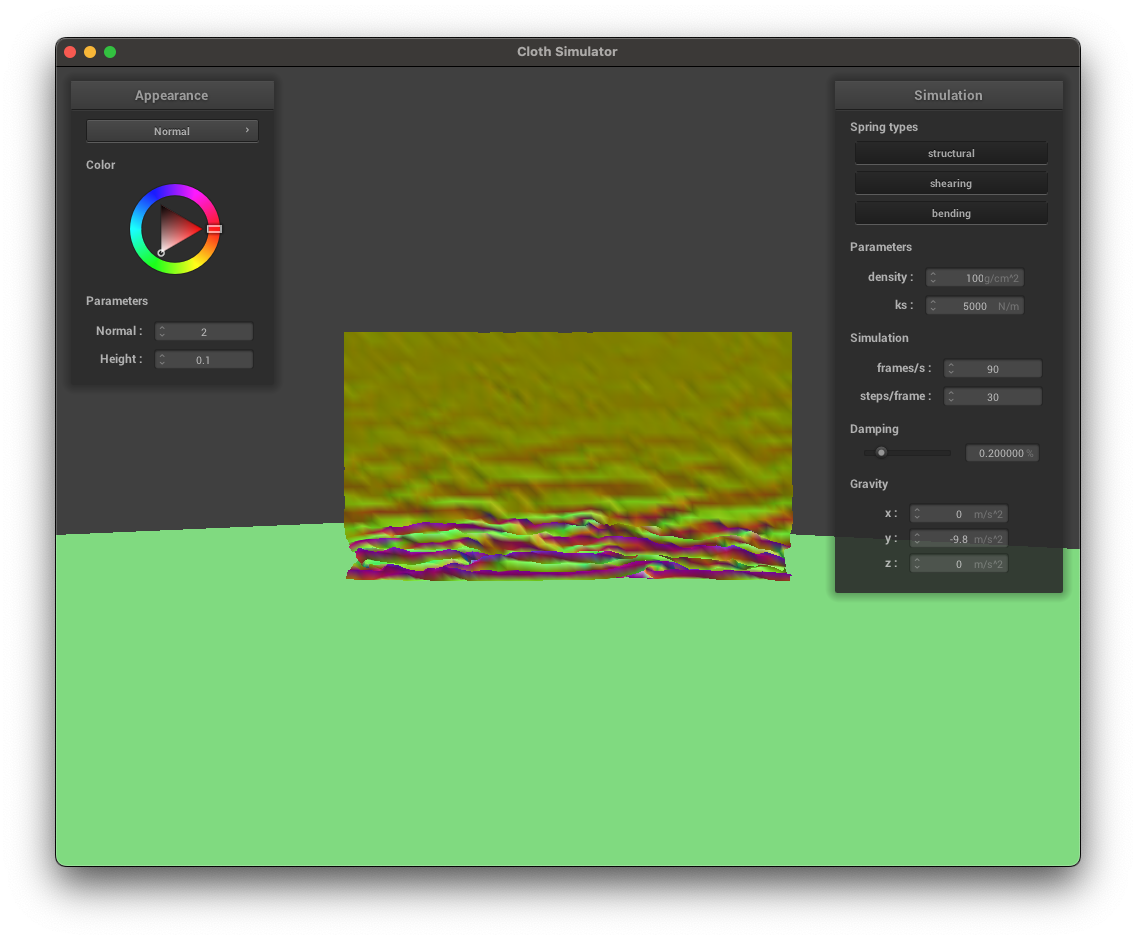 Cloth Simulator
Appearance
Normal ›
Color
Parameters
Normal : 2
Height : 0.1
Simulation
Spring types
structural
shearing
bending
Parameters
density : 100g/cm^2
ks : 5000 N/m
Simulation
frames/s : 90
steps/frame : 30
Damping
0.200000 %
Gravity
x : 0 m/s^2
y : -9.8 m/s^2
z : 0 m/s^2